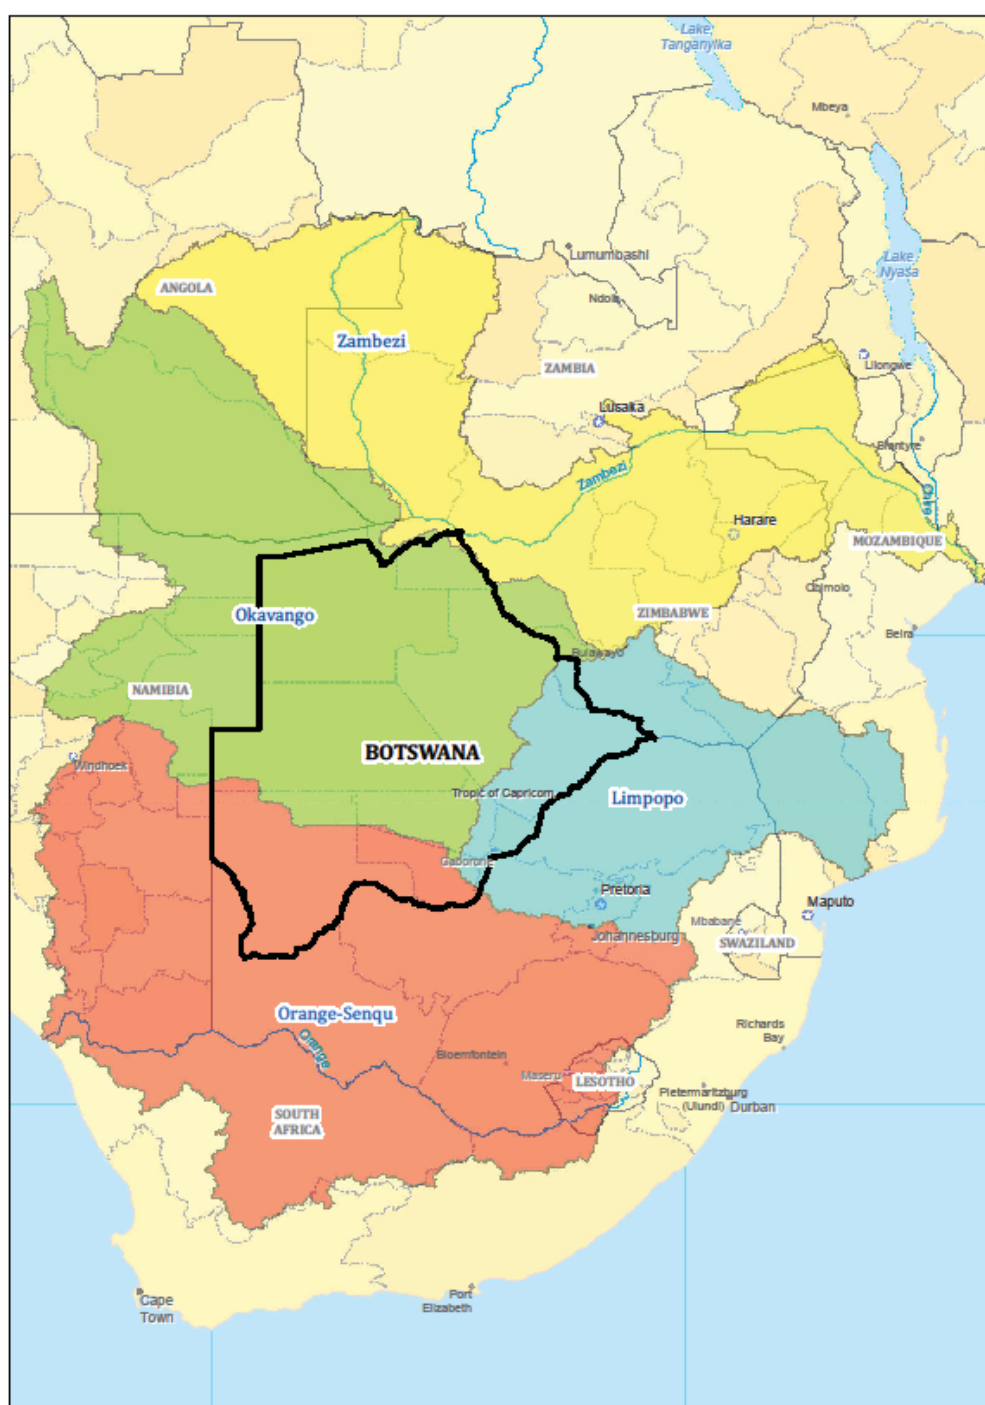 Lake
Tanganyika
Mbeya
Lumumbashi
Lake
Nyasa
ANGOLA
Ndola
Zambezi
ZAMBIA
Lilongwe
Lusaka
Blantyre
Zambezi
Chire
Harare
MOZAMBIQUE
Chimoio
Okavango
ZIMBABWE
Beira
Bulawayo
NAMIBIA
BOTSWANA
Windhoek
Tropic of Capricorn
Limpopo
Gaborone
Pretoria
Maputo
Mbabane
Johannesburg
SWAZILAND
Orange-Senqu
Orange
Richards
Bay
Bloemfontein
Maseru
LESOTHO
Pietermaritzburg
(Ulundi)
Durban
SOUTH
AFRICA
Cape
Town
Port
Elizabeth